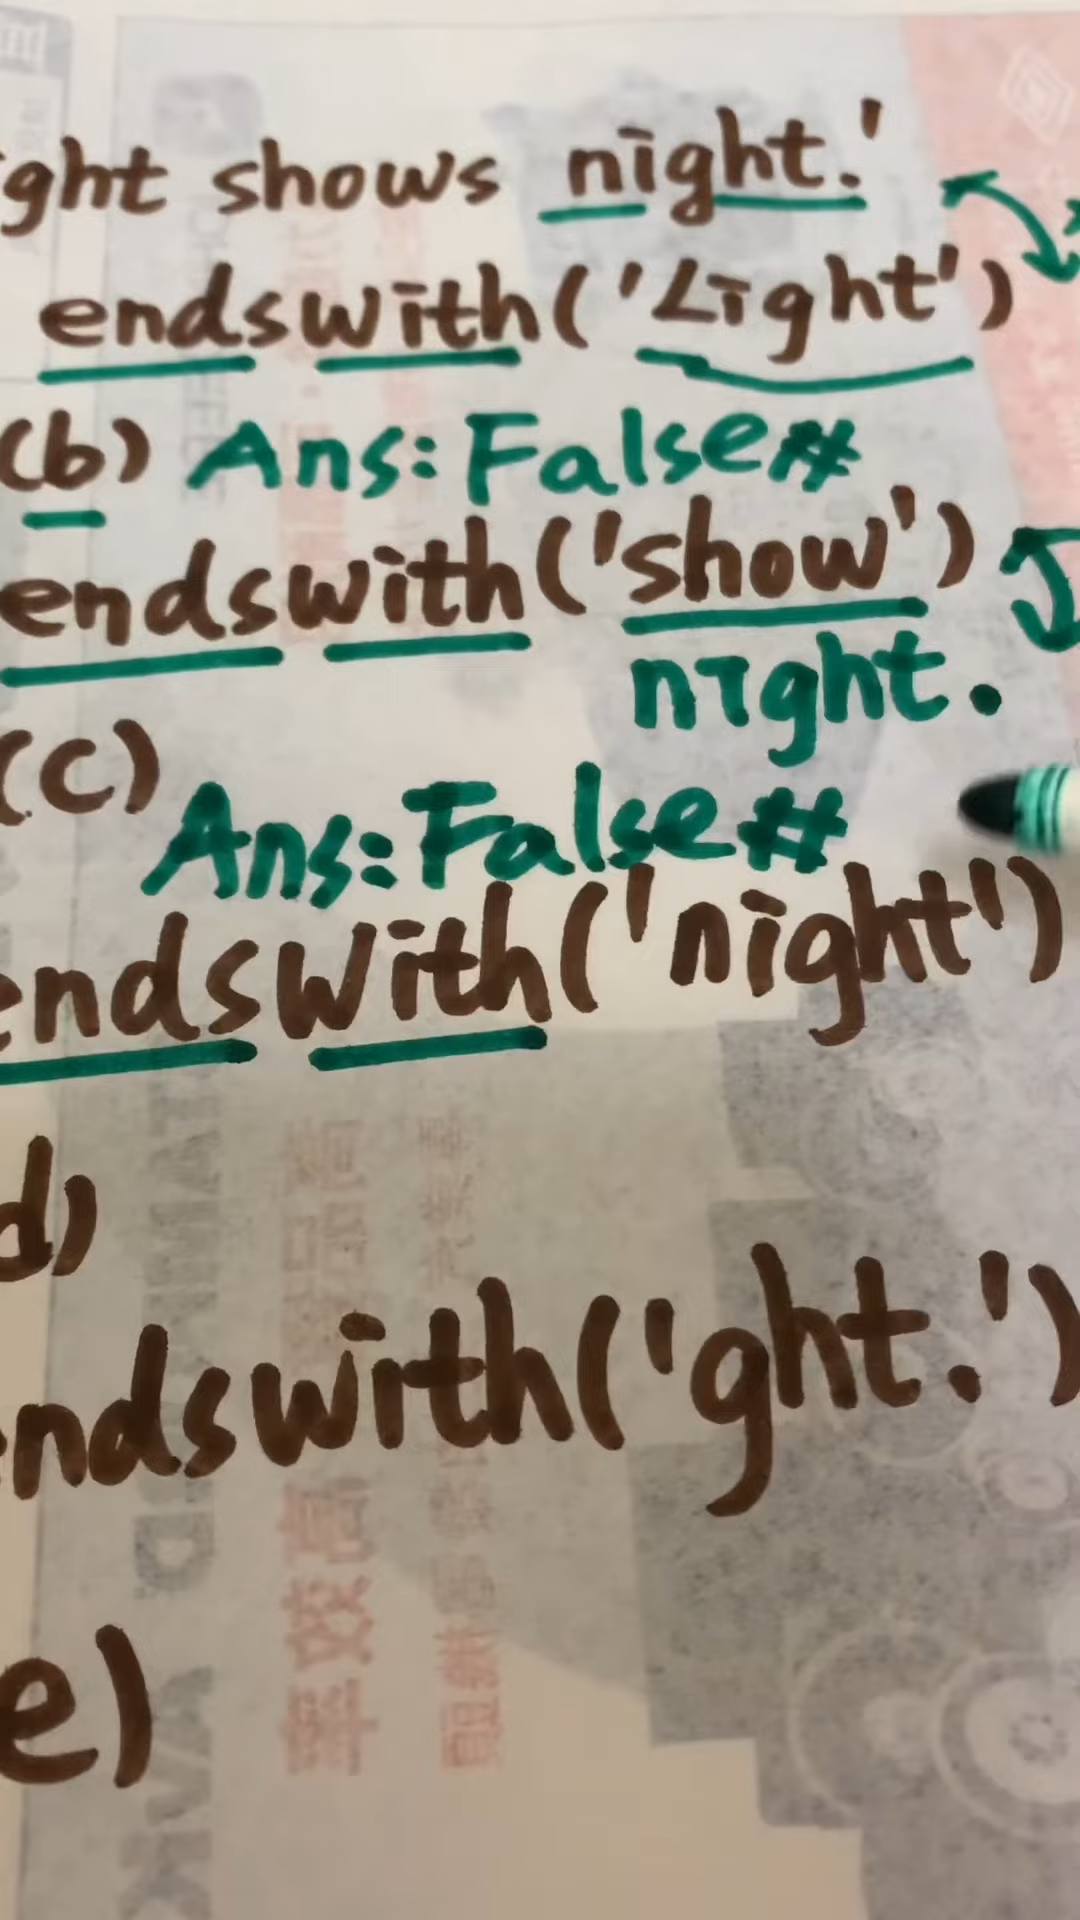 ght shows night.'
endswith('Light')
(b) Ans:False#
endswith('show')
night.
(c)
Ans:False#
endswith('night')
d)
ndswith('ght.')
e)